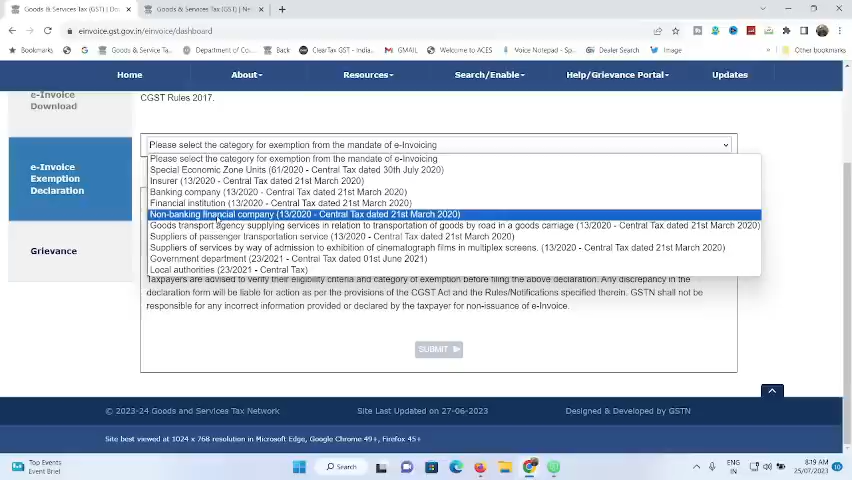 Goods & Services Tax (GST) | Do
Goods & Services Tax (GST) | Ne
einvoice.gst.gov.in/einvoice/dashboard
Bookmarks
Goods & Service Ta...
Department of Co...
Back
ClearTax GST - India...
GMAIL
Welcome to ACES
Voice Notepad - Sp...
Dealer Search
Image
Other bookmarks
Home
About
Resources
Search/Enable
Help/Grievance Portal
Updates
e-Invoice
Download
CGST Rules 2017.
e-Invoice
Exemption
Declaration
Grievance
Please select the category for exemption from the mandate of e-Invoicing
Please select the category for exemption from the mandate of e-Invoicing
Special Economic Zone Units (61/2020 - Central Tax dated 30th July 2020)
Insurer (13/2020 - Central Tax dated 21st March 2020)
Banking company (13/2020 - Central Tax dated 21st March 2020)
Financial institution (13/2020 - Central Tax dated 21st March 2020)
Non-banking financial company (13/2020 - Central Tax dated 21st March 2020)
Goods transport agency supplying services in relation to transportation of goods by road in a goods carriage (13/2020 - Central Tax dated 21st March 2020)
Suppliers of passenger transportation service (13/2020 - Central Tax dated 21st March 2020)
Suppliers of services by way of admission to exhibition of cinematograph films in multiplex screens. (13/2020 - Central Tax dated 21st March 2020)
Government department (23/2021 - Central Tax dated 01st June 2021)
Local authorities (23/2021 - Central Tax)
Taxpayers are advised to verify their eligibility criteria and category of exemption before filing the above declaration. Any discrepancy in the
declaration form will be liable for action as per the provisions of the CGST Act and the Rules/Notifications specified therein. GSTN shall not be
responsible for any incorrect information provided or declared by the taxpayer for non-issuance of e-Invoice.
SUBMIT
© 2023-24 Goods and Services Tax Network
Site Last Updated on 27-06-2023
Designed & Developed by GSTN
Site best viewed at 1024 x 768 resolution in Microsoft Edge, Google Chrome 49+, Firefox 45+
Top Events
Event Brief
Search
ENG
IN
8:19 AM
25/07/2023
10